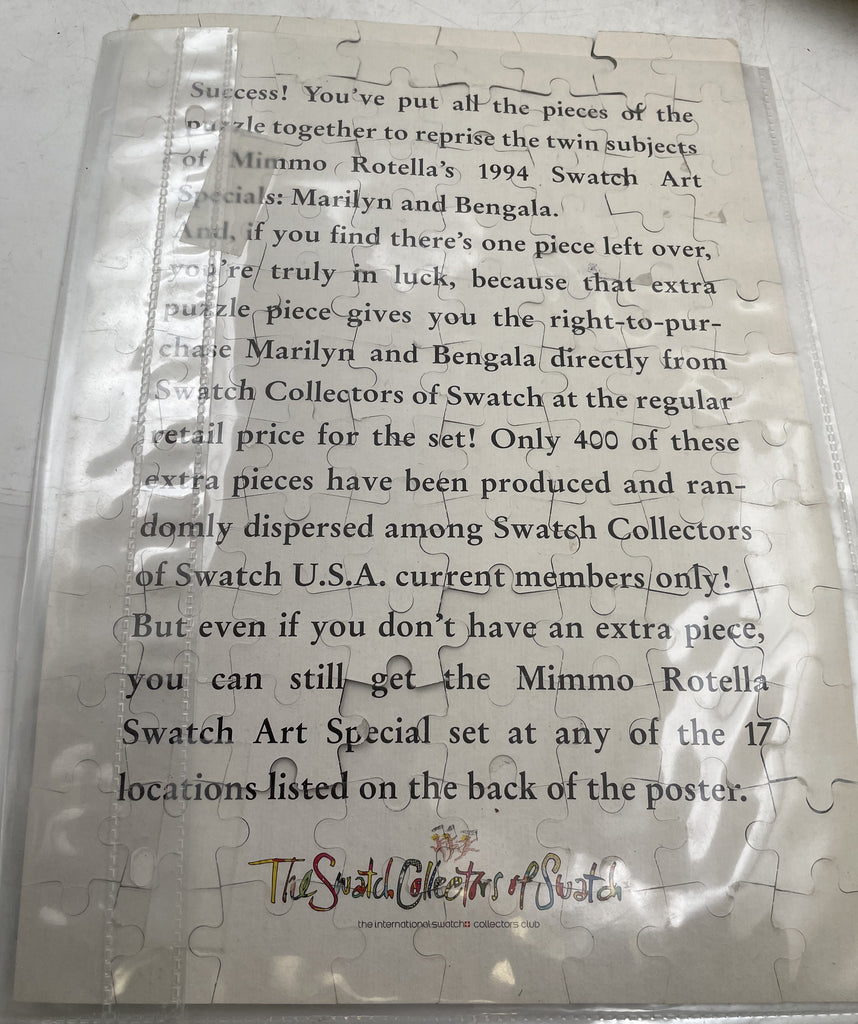 Success! You've put all the pieces of the
puzzle together to reprise the twin subjects
of Mimmo Rotella's 1994 Swatch Art
Specials: Marilyn and Bengala.
And, if you find there's one piece left over,
you're truly in luck, because that extra
puzzle piece gives you the right-to-pur-
chase Marilyn and Bengala directly from
Swatch Collectors of Swatch at the regular
retail price for the set! Only 400 of these
extra pieces have been produced and ran-
domly dispersed among Swatch Collectors
of Swatch U.S.A. current members only!
But even if you don't have an extra piece,
you can still get the Mimmo Rotella
Swatch Art Special set at any of the 17
locations listed on the back of the poster.
The Swatch Collectors of Swatch
the international swatch collectors club